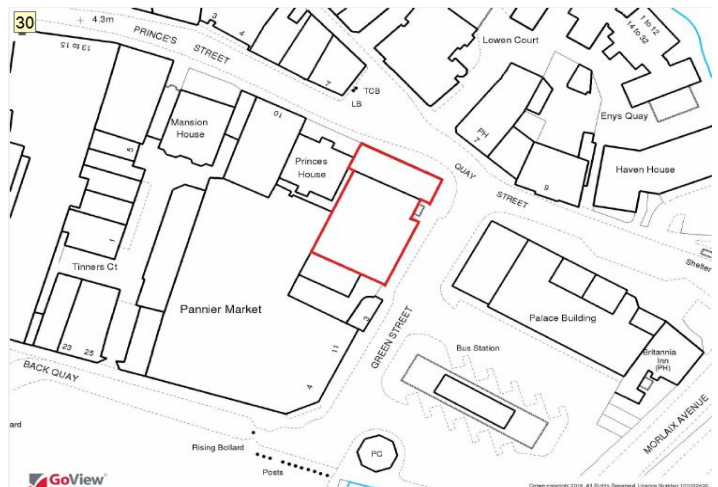 30
4.3m
13 to 15
PRINCE'S
STREET
3
4
7
TCB
LB
Lowen Court
1 to 12
14 to 32
Enys Quay
PH
7
9
Haven House
Mansion
House
10
Princes
House
5
1
QUAY
STREET
Shelter
Tinners Ct
Pannier Market
3
11
4
GREEN STREET
Palace Building
Bus Station
Britannia
Inn
(PH)
MORLAIX AVENUE
23
25
BACK QUAY
Rising Bollard
Posts
PC
GoView